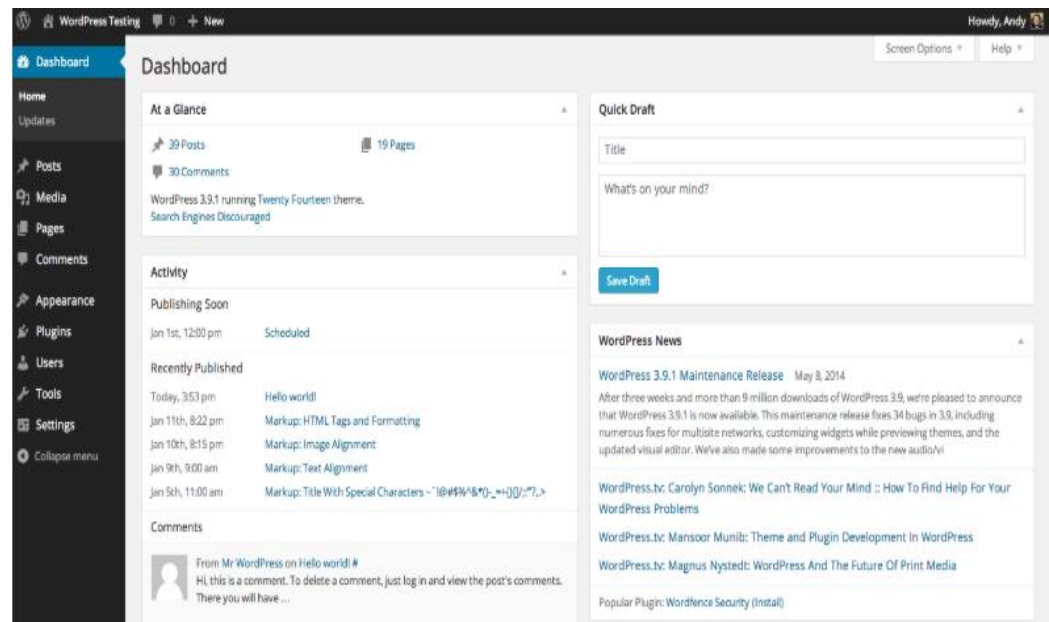 WordPress Testing 0 + New Howdy, Andy
Screen Options Help
Dashboard
Home
Updates
Posts
Media
Pages
Comments
Appearance
Plugins
Users
Tools
Settings
Collapse menu
Dashboard
At a Glance
39 Posts 19 Pages
30 Comments
WordPress 3.9.1 running Twenty Fourteen theme.
Search Engines Discouraged
Activity
Publishing Soon
Jan 1st, 12:00 pm Scheduled
Recently Published
Today, 3:53 pm Hello world!
Jan 11th, 8:22 pm Markup: HTML Tags and Formatting
Jan 10th, 8:15 pm Markup: Image Alignment
Jan 9th, 9:00 am Markup: Text Alignment
Jan 5th, 11:00 am Markup: Title With Special Characters
Comments
From Mr WordPress on Hello world! #
Hi, this is a comment. To delete a comment, just log in and view the post's comments.
There you will have ...
Quick Draft
Title
What's on your mind?
Save Draft
WordPress News
WordPress 3.9.1 Maintenance Release May 8, 2014
After three weeks and more than 9 million downloads of WordPress 3.9, we're pleased to announce
that WordPress 3.9.1 is now available. This maintenance release fixes 34 bugs in 3.9, including
numerous fixes for multisite networks, customizing widgets while previewing themes, and the
updated visual editor. We've also made some improvements to the new audio/vi
WordPress.tv: Carolyn Sonnek: We Can't Read Your Mind :: How To Find Help For Your
WordPress Problems
WordPress.tv: Mansoor Munib: Theme and Plugin Development In WordPress
WordPress.tv: Magnus Nystedt: WordPress And The Future Of Print Media
Popular Plugin: Wordfence Security (Install)